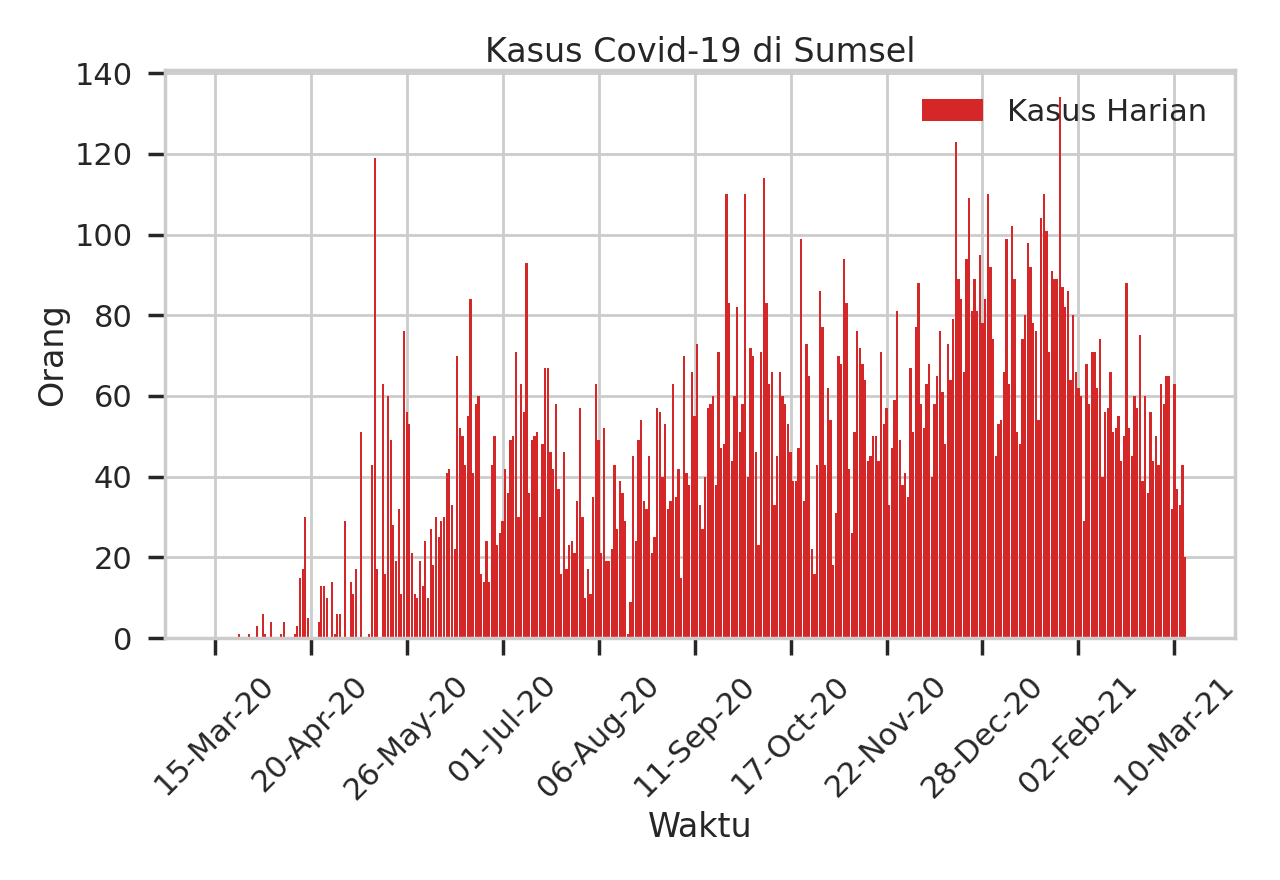 Kasus Covid-19 di Sumsel
Kasus Harian
Orang
140
120
100
80
60
40
20
0
15-Mar-20
20-Apr-20
26-May-20
01-Jul-20
06-Aug-20
11-Sep-20
17-Oct-20
22-Nov-20
28-Dec-20
02-Feb-21
10-Mar-21
Waktu